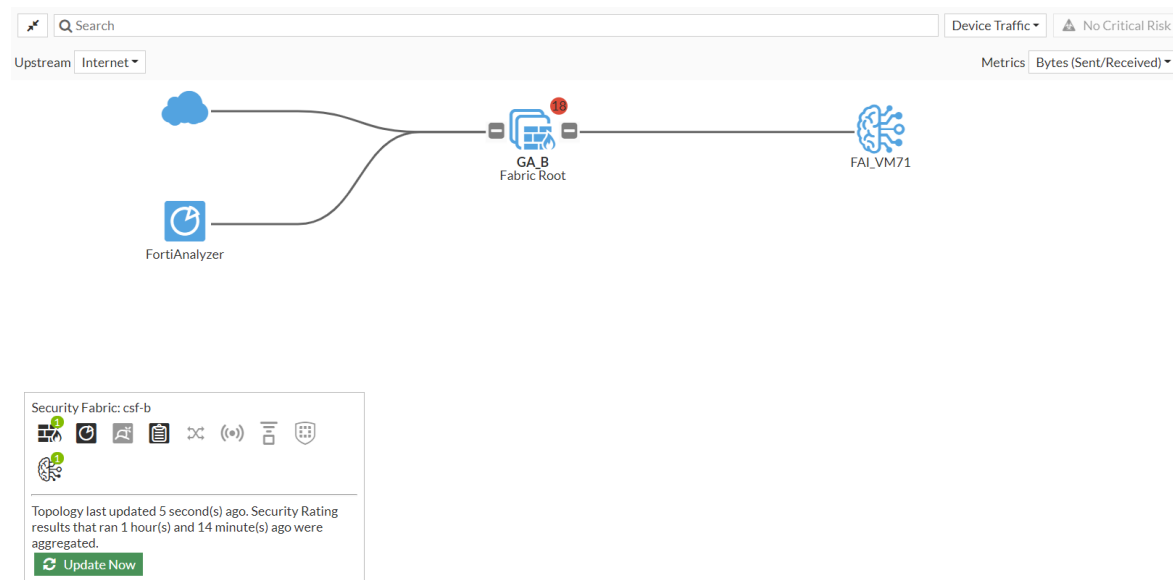 Search
Device Traffic
No Critical Risk
Upstream
Internet
Metrics
Bytes (Sent/Received)
18
GA_B
Fabric Root
FAI_VM71
FortiAnalyzer
Security Fabric: csf-b
1
1
Topology last updated 5 second(s) ago. Security Rating
results that ran 1 hour(s) and 14 minute(s) ago were
aggregated.
Update Now